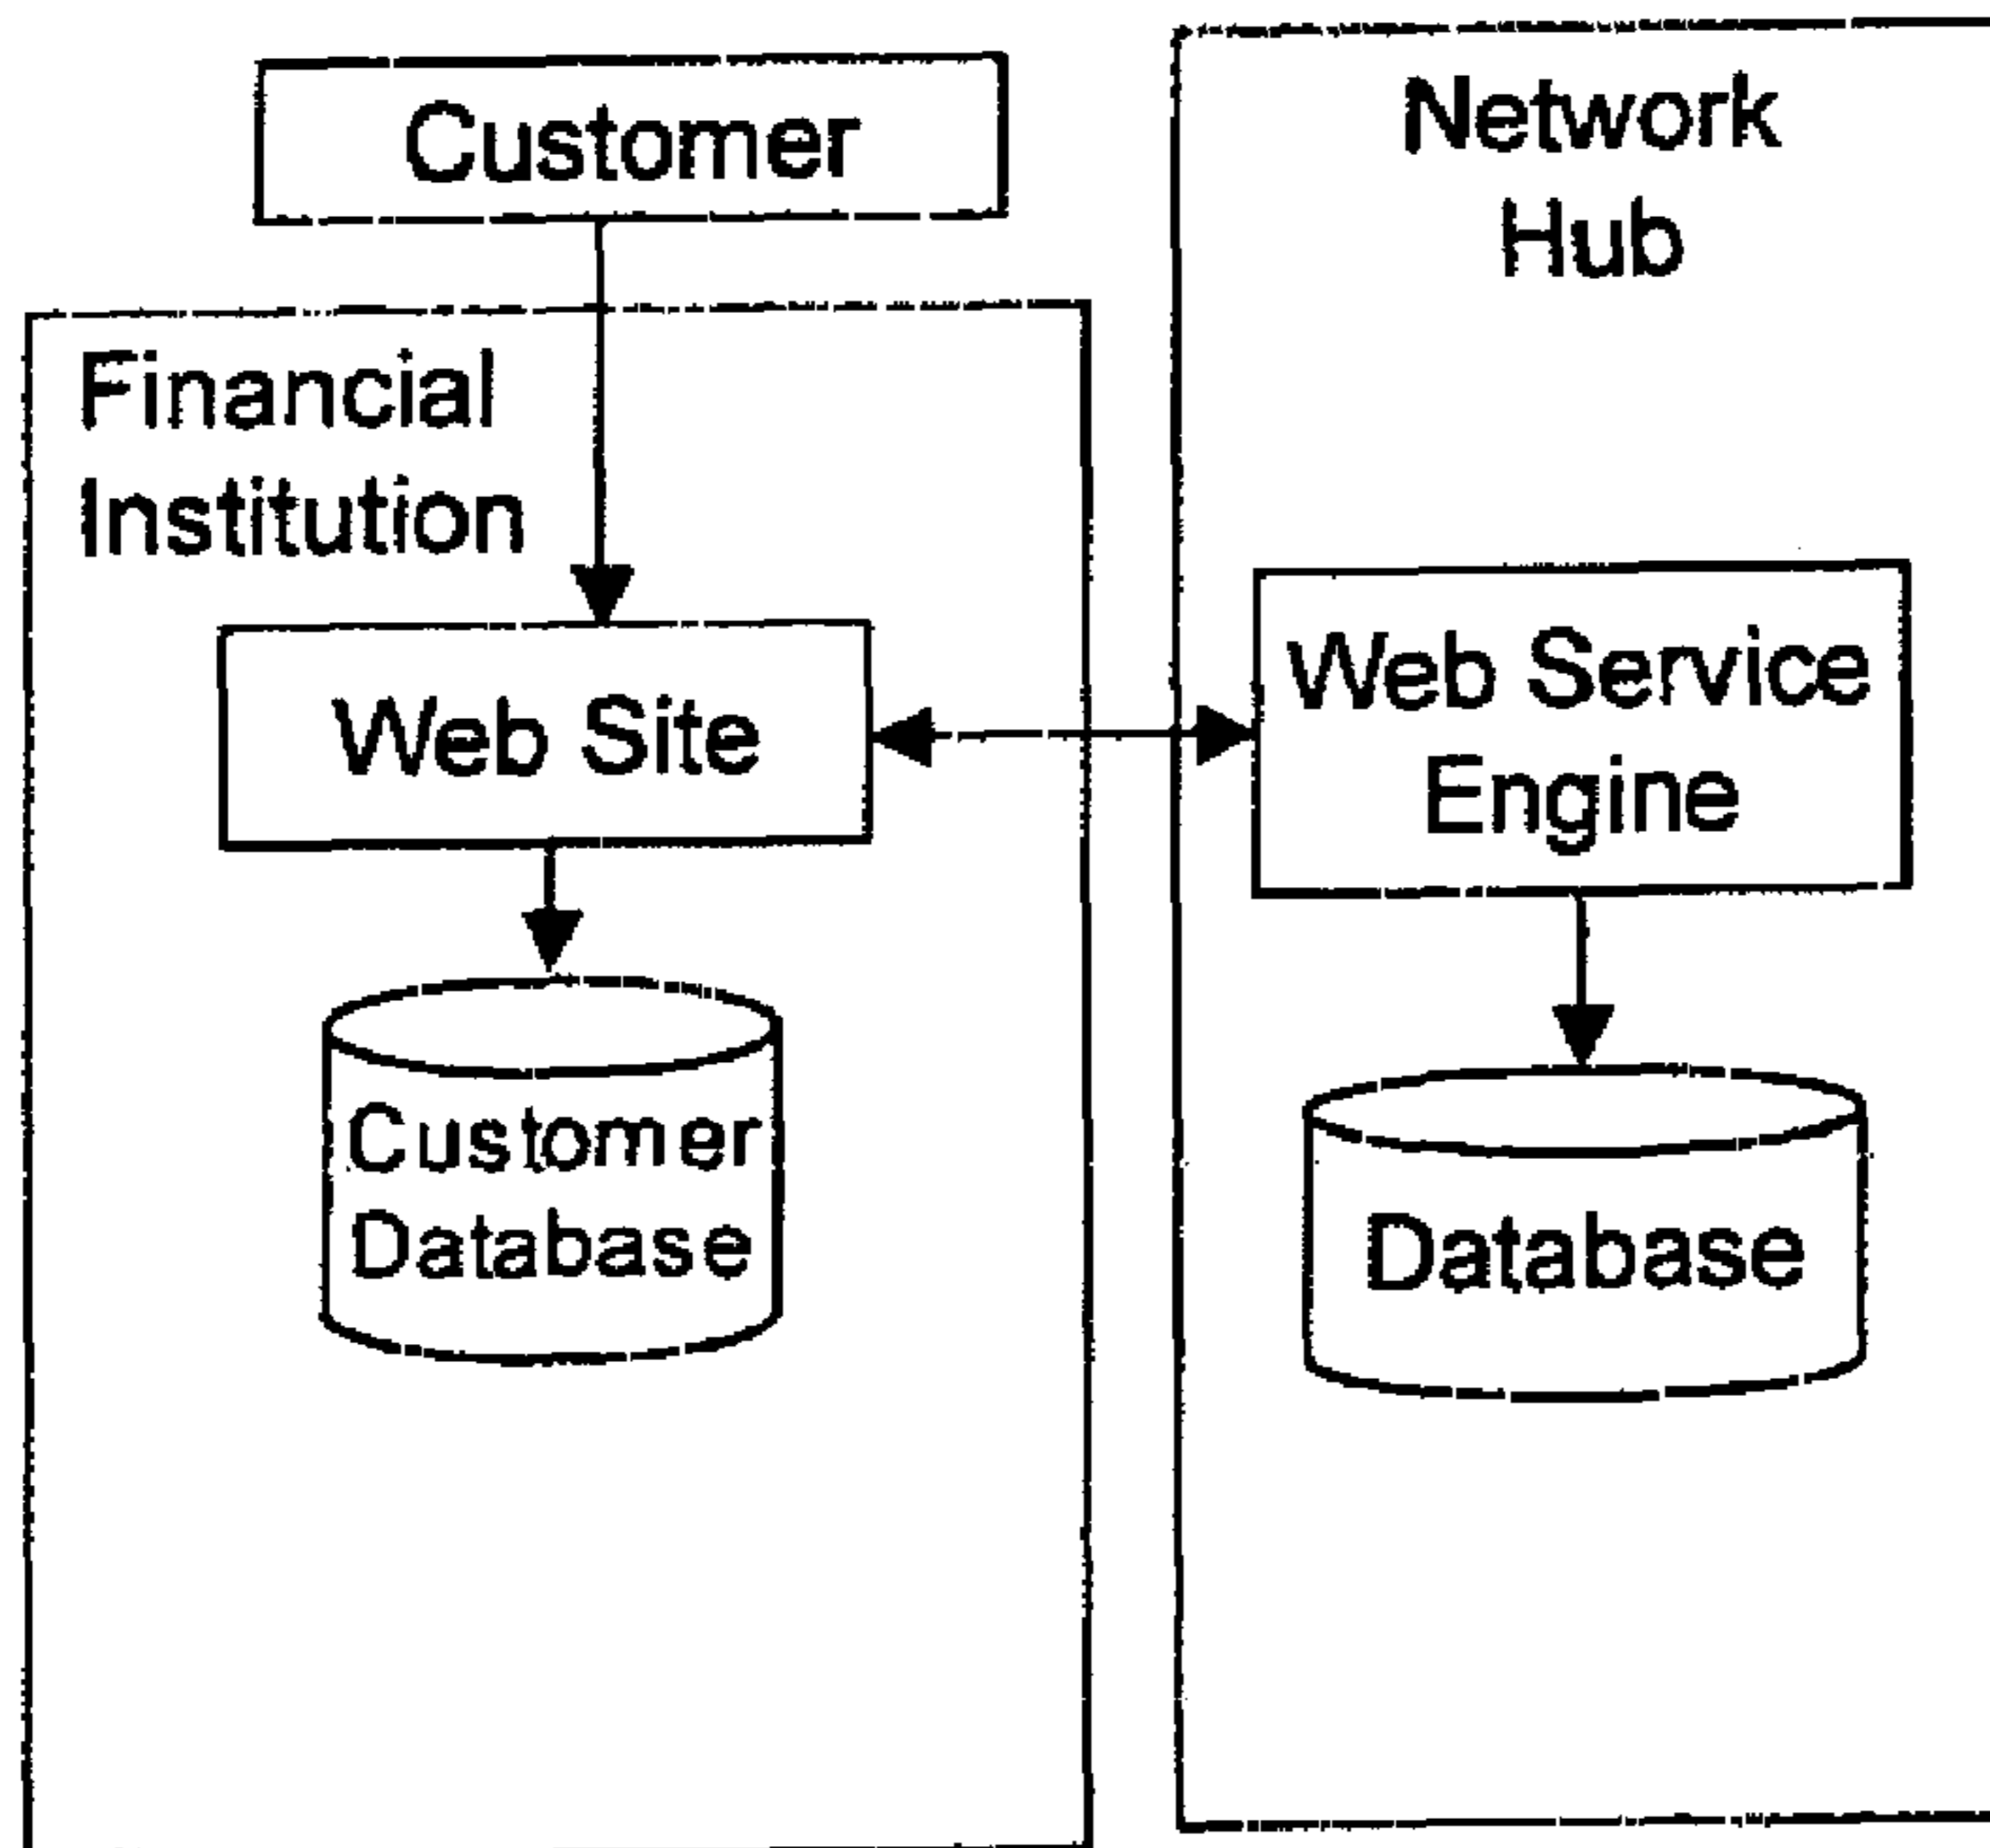 Customer
Network
Hub
Financial
Institution
Web Site
Web Service
Engine
Customer
Database
Database